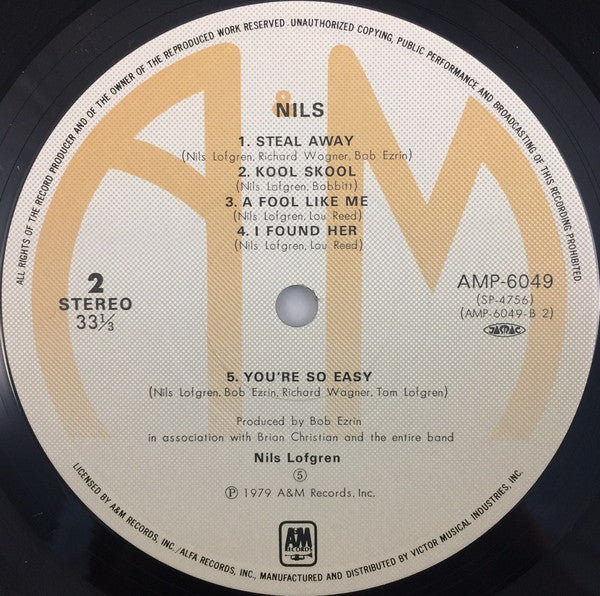 ALL RIGHTS OF THE RECORD PRODUCER AND OF THE OWNER OF THE REPRODUCED WORK RESERVED. UNAUTHORIZED COPYING, PUBLIC PERFORMANCE AND BROADCASTING OF THIS RECORDING PROHIBITED
A&M
NILS
1. STEAL AWAY
(Nils Lofgren, Richard Wagner, Bab Ezrin)
2. KOOL SKOOL
(Nils Lofgren, Babbitt)
3. A FOOL LIKE ME
(Nils Lofgren, Lou Reed)
4. I FOUND HER
(Nils Lofgren, Lou Reed)
2
STEREO
33⅓
AMP-6049
(SP-4756)
(AMP-6049-B 2)
JASRAC
5. YOU'RE SO EASY
(Nils Lofgren, Bob Ezrin, Richard Wagner, Tom Lofgren)
Produced by Bob Ezrin
in association with Brian Christian and the entire band
Nils Lofgren
⑤
Ⓟ 1979 A&M Records, Inc.
A&M
RECORDS
LICENSED BY A&M RECORDS, INC./ALFA RECORDS, INC., MANUFACTURED AND DISTRIBUTED BY VICTOR MUSICAL INDUSTRIES, INC.